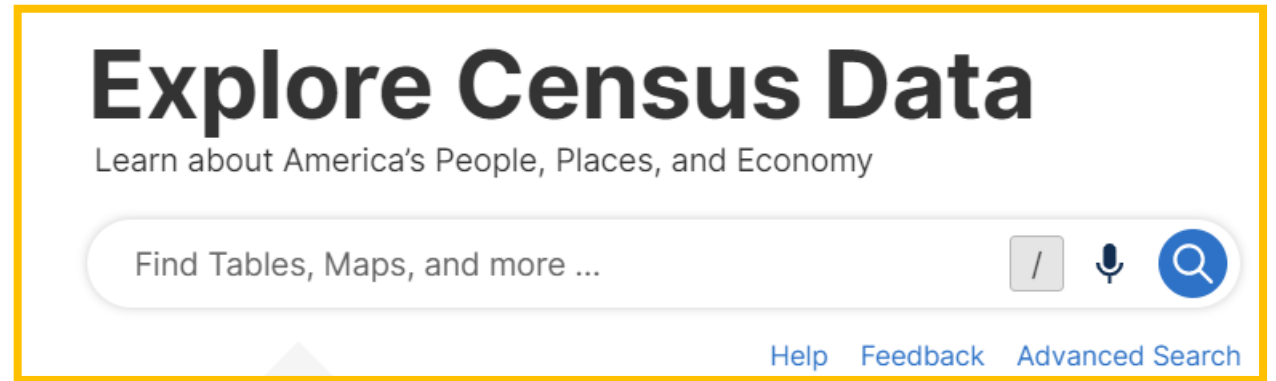 Explore Census Data
Learn about America’s People, Places, and Economy
Find Tables, Maps, and more ... /
Help Feedback Advanced Search